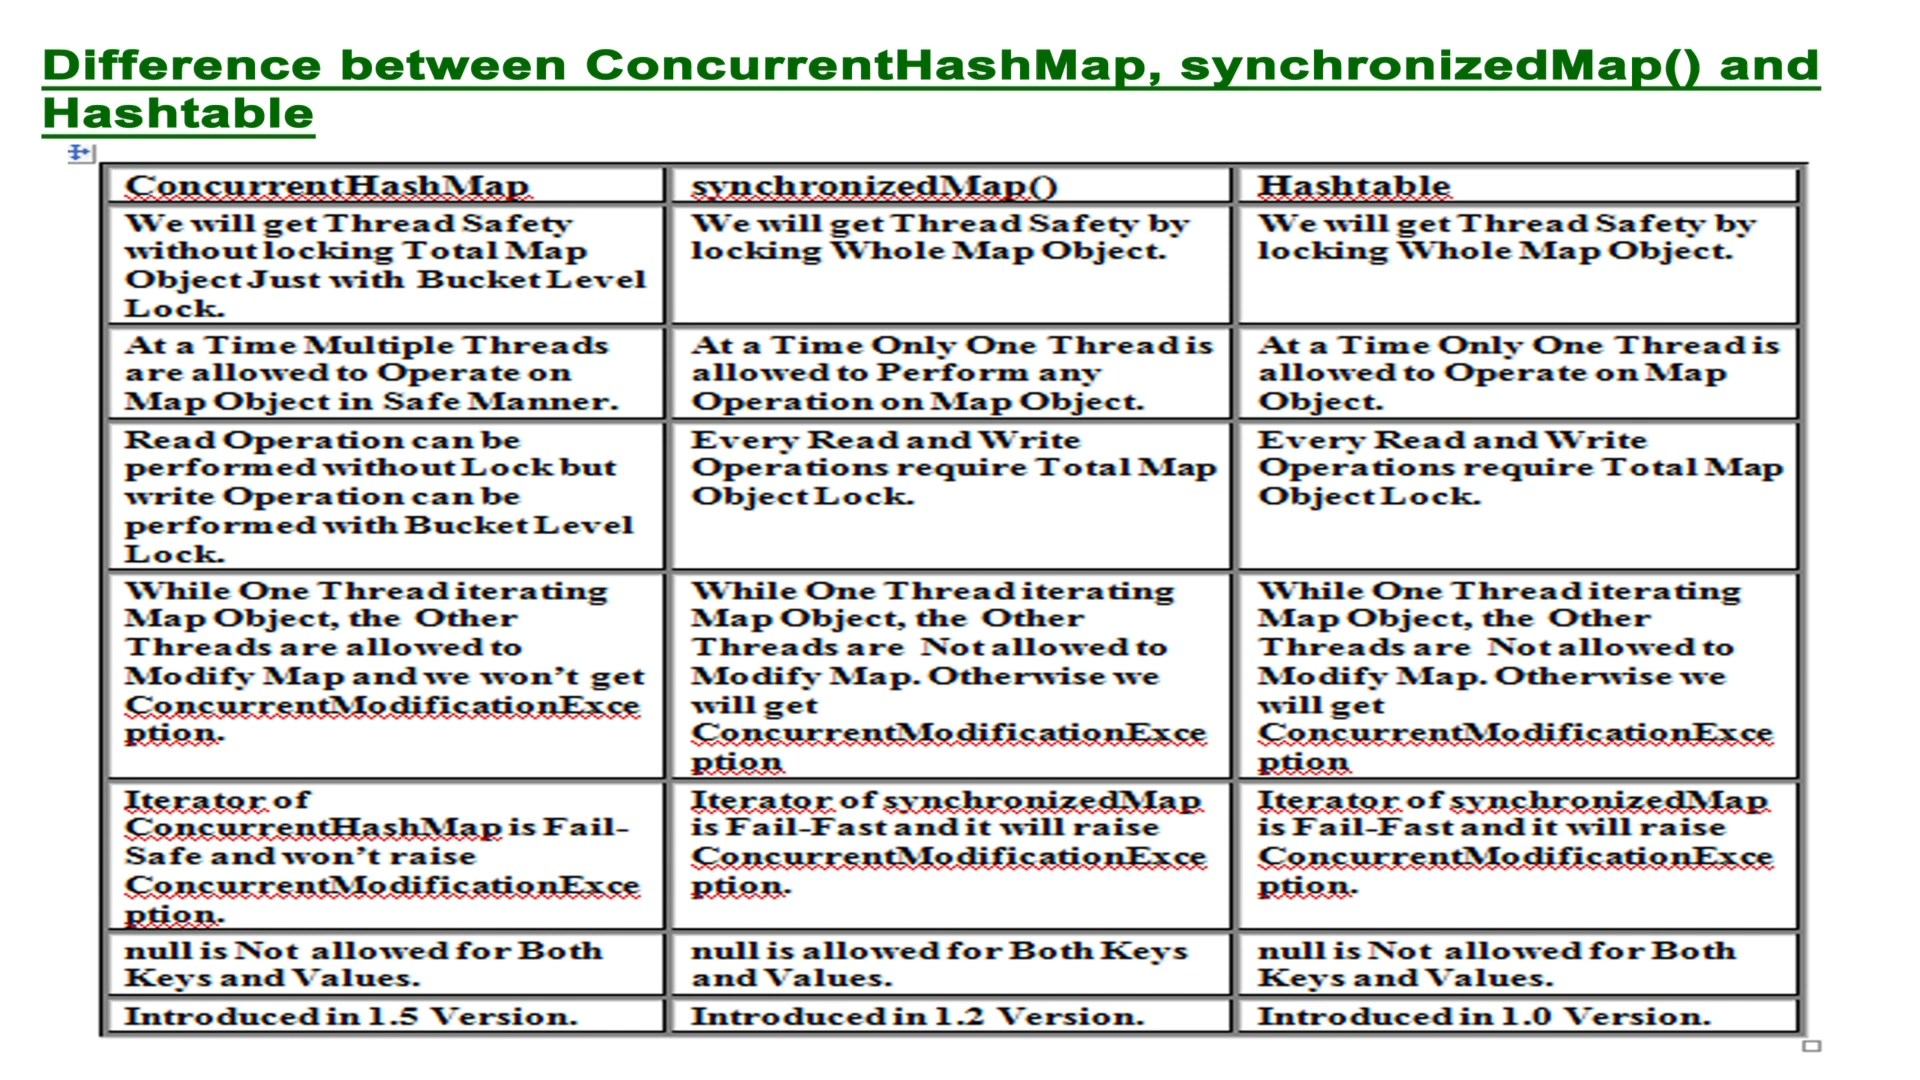 Difference between ConcurrentHashMap, synchronizedMap() and
Hashtable
ConcurrentHashMap
synchronizedMap()
Hashtable
We will get Thread Safety
without locking Total Map
Object Just with Bucket Level
Lock.
We will get Thread Safety by
locking Whole Map Object.
We will get Thread Safety by
locking Whole Map Object.
At a Time Multiple Threads
are allowed to Operate on
Map Object in Safe Manner.
At a Time Only One Thread is
allowed to Perform any
Operation on Map Object.
At a Time Only One Thread is
allowed to Operate on Map
Object.
Read Operation can be
performed without Lock but
write Operation can be
performed with Bucket Level
Lock.
Every Read and Write
Operations require Total Map
Object Lock.
Every Read and Write
Operations require Total Map
Object Lock.
While One Thread iterating
Map Object, the Other
Threads are allowed to
Modify Map and we won’t get
ConcurrentModificationExce
ption.
While One Thread iterating
Map Object, the Other
Threads are Not allowed to
Modify Map. Otherwise we
will get
ConcurrentModificationExce
ption
While One Thread iterating
Map Object, the Other
Threads are Not allowed to
Modify Map. Otherwise we
will get
ConcurrentModificationExce
ption
Iterator of
ConcurrentHashMap is Fail-
Safe and won’t raise
ConcurrentModificationExce
ption.
Iterator of synchronizedMap
is Fail-Fast and it will raise
ConcurrentModificationExce
ption.
Iterator of synchronizedMap
is Fail-Fast and it will raise
ConcurrentModificationExce
ption.
null is Not allowed for Both
Keys and Values.
null is allowed for Both Keys
and Values.
null is Not allowed for Both
Keys and Values.
Introduced in 1.5 Version.
Introduced in 1.2 Version.
Introduced in 1.0 Version.